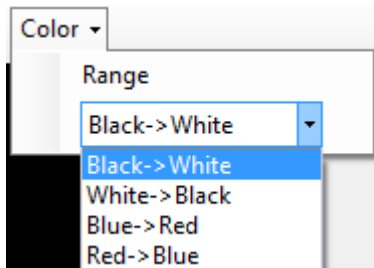 Color
Range
Black->White
Black->White
White->Black
Blue->Red
Red->Blue